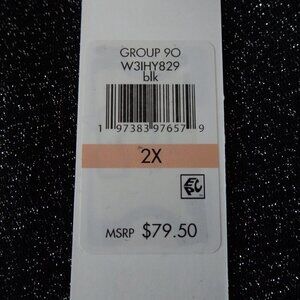 GROUP 9O
W3IHY829
blk
1 97383 97657 9
2X
MSRP $79.50